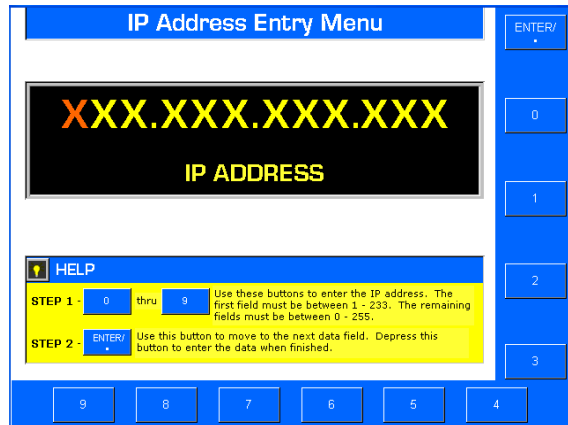 IP Address Entry Menu
ENTER/
.
XXX.XXX.XXX.XXX
0
IP ADDRESS
1
HELP
2
STEP 1 - 0 thru 9 Use these buttons to enter the IP address. The
first field must be between 1 - 233. The remaining
fields must be between 0 - 255.
STEP 2 - ENTER/ . Use this button to move to the next data field. Depress this
button to enter the data when finished.
3
9 8 7 6 5 4